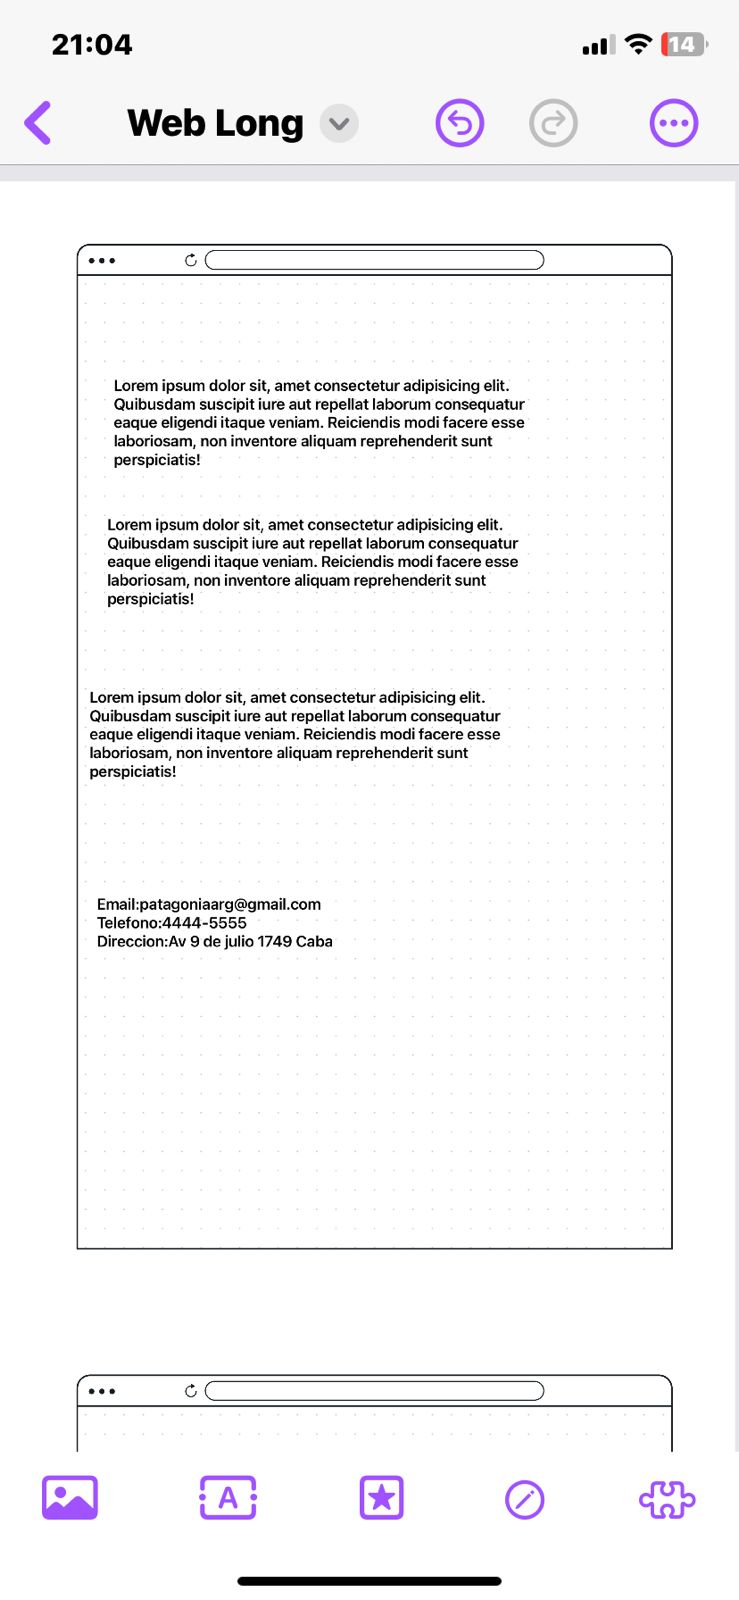 21:04
14
Web Long
Lorem ipsum dolor sit, amet consectetur adipisicing elit.
Quibusdam suscipit iure aut repellat laborum consequatur
eaque eligendi itaque veniam. Reiciendis modi facere esse
laboriosam, non inventore aliquam reprehenderit sunt
perspiciatis!
Lorem ipsum dolor sit, amet consectetur adipisicing elit.
Quibusdam suscipit iure aut repellat laborum consequatur
eaque eligendi itaque veniam. Reiciendis modi facere esse
laboriosam, non inventore aliquam reprehenderit sunt
perspiciatis!
Lorem ipsum dolor sit, amet consectetur adipisicing elit.
Quibusdam suscipit iure aut repellat laborum consequatur
eaque eligendi itaque veniam. Reiciendis modi facere esse
laboriosam, non inventore aliquam reprehenderit sunt
perspiciatis!
Email:patagoniaarg@gmail.com
Telefono:4444-5555
Direccion:Av 9 de julio 1749 Caba
A